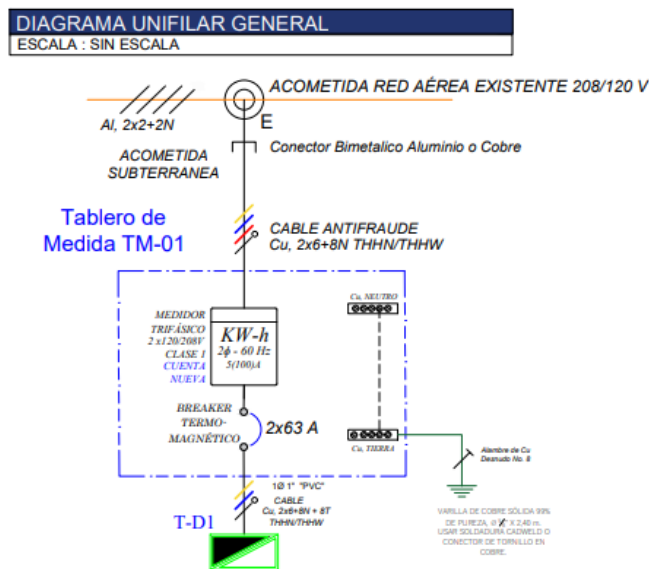 DIAGRAMA UNIFILAR GENERAL
ESCALA : SIN ESCALA
ACOMETIDA RED AÉREA EXISTENTE 208/120 V
Al, 2x2+2N
E
ACOMETIDA
SUBTERRANEA
Conector Bimetalico Aluminio o Cobre
Tablero de
Medida TM-01
CABLE ANTIFRAUDE
Cu, 2x6+8N THHN/THHW
MEDIDOR
TRIFÁSICO
2 x120/208V
CLASE 1
CUENTA
NUEVA
KW-h
2ϕ - 60 Hz
5(100)A
Cu, NEUTRO
BREAKER
TERMO-
MAGNÉTICO
2x63 A
Cu, TIERRA
Alambre de Cu
Desnudo No. 8
1Ø 1" "PVC"
CABLE
Cu, 2x6+8N + 8T
THHN/THHW
T-D1
VARILLA DE COBRE SÓLIDA 99%
DE PUREZA, Ø X 2,40 m.
USAR SOLDADURA CADWELD O
CONECTOR DE TORNILLO EN
COBRE.